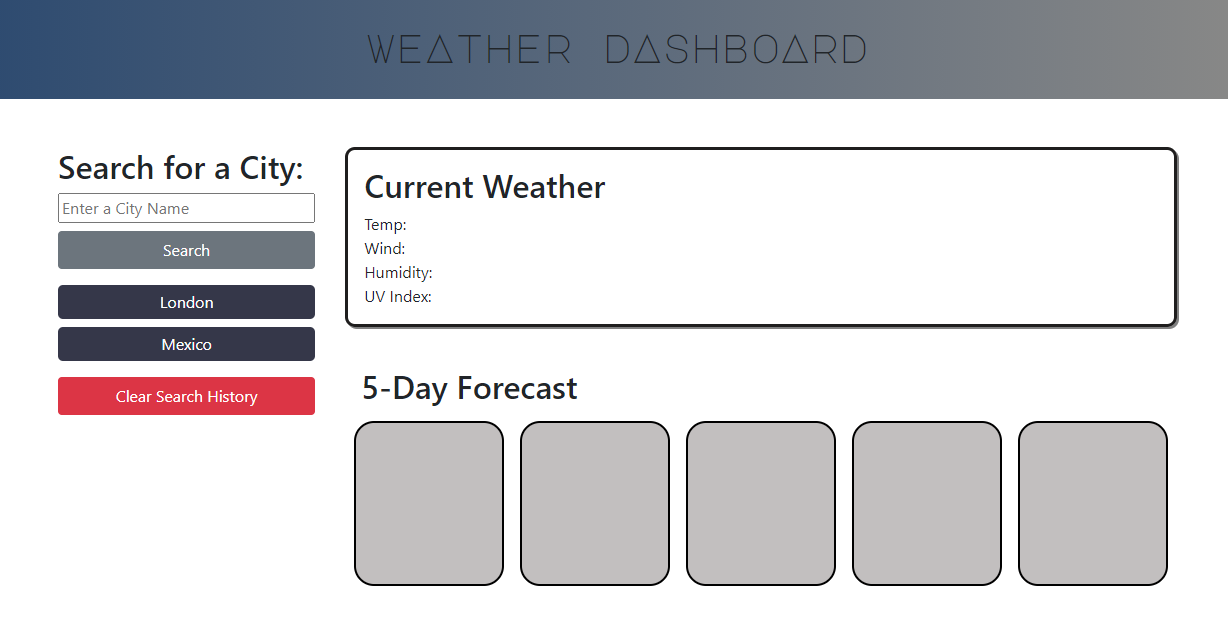 WEATHER DASHBOARD
Search for a City:
Enter a City Name
Search
London
Mexico
Clear Search History
Current Weather
Temp:
Wind:
Humidity:
UV Index:
5-Day Forecast